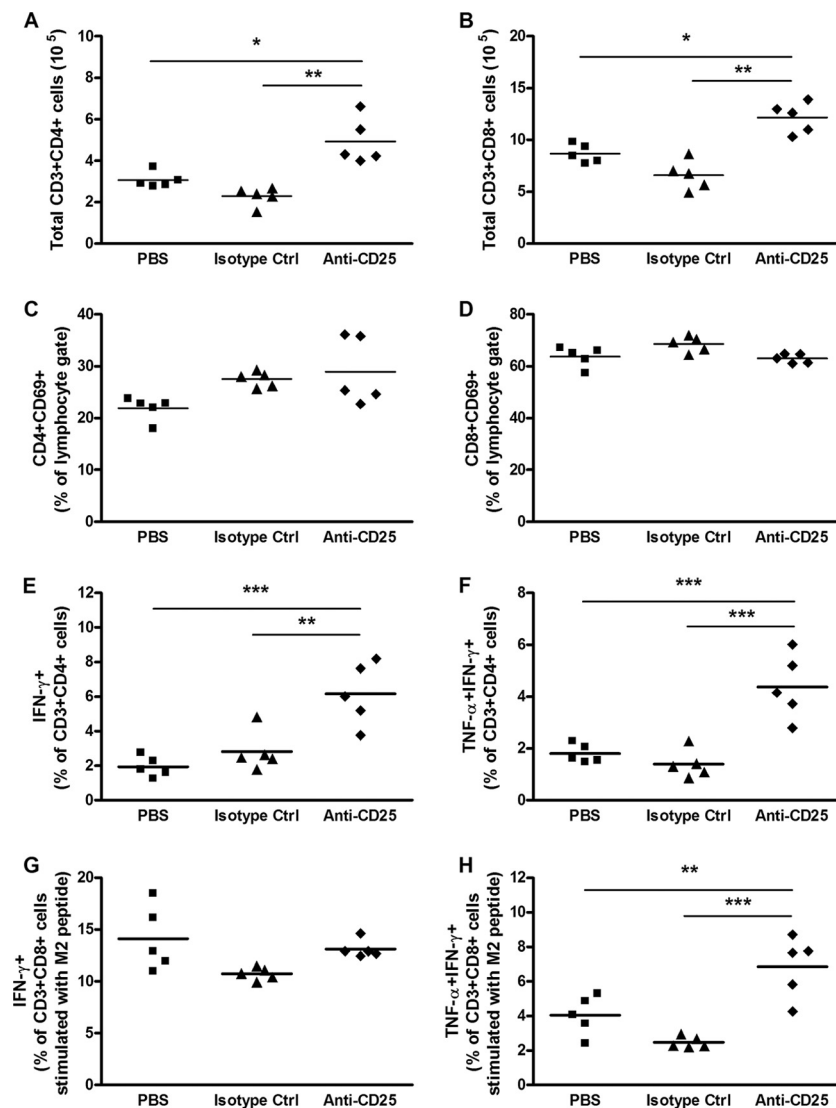 A
Total CD3+CD4+ cells (10 5)
10
8
6
4
2
0
*
**
PBS Isotype Ctrl Anti-CD25
B
Total CD3+CD8+ cells (10 5)
20
15
10
5
0
*
**
PBS Isotype Ctrl Anti-CD25
C
CD4+CD69+
(% of lymphocyte gate)
40
30
20
10
0
PBS Isotype Ctrl Anti-CD25
D
CD8+CD69+
(% of lymphocyte gate)
80
60
40
20
0
PBS Isotype Ctrl Anti-CD25
E
IFN-γ+
(% of CD3+CD4+ cells)
12
10
8
6
4
2
0
***
**
PBS Isotype Ctrl Anti-CD25
F
TNF-α+IFN-γ+
(% of CD3+CD4+ cells)
8
6
4
2
0
***
***
PBS Isotype Ctrl Anti-CD25
G
IFN-γ+
(% of CD3+CD8+ cells
stimulated with M2 peptide)
20
15
10
5
0
PBS Isotype Ctrl Anti-CD25
H
TNF-α+IFN-γ+
(% of CD3+CD8+ cells
stimulated with M2 peptide)
12
10
8
6
4
2
0
**
***
PBS Isotype Ctrl Anti-CD25